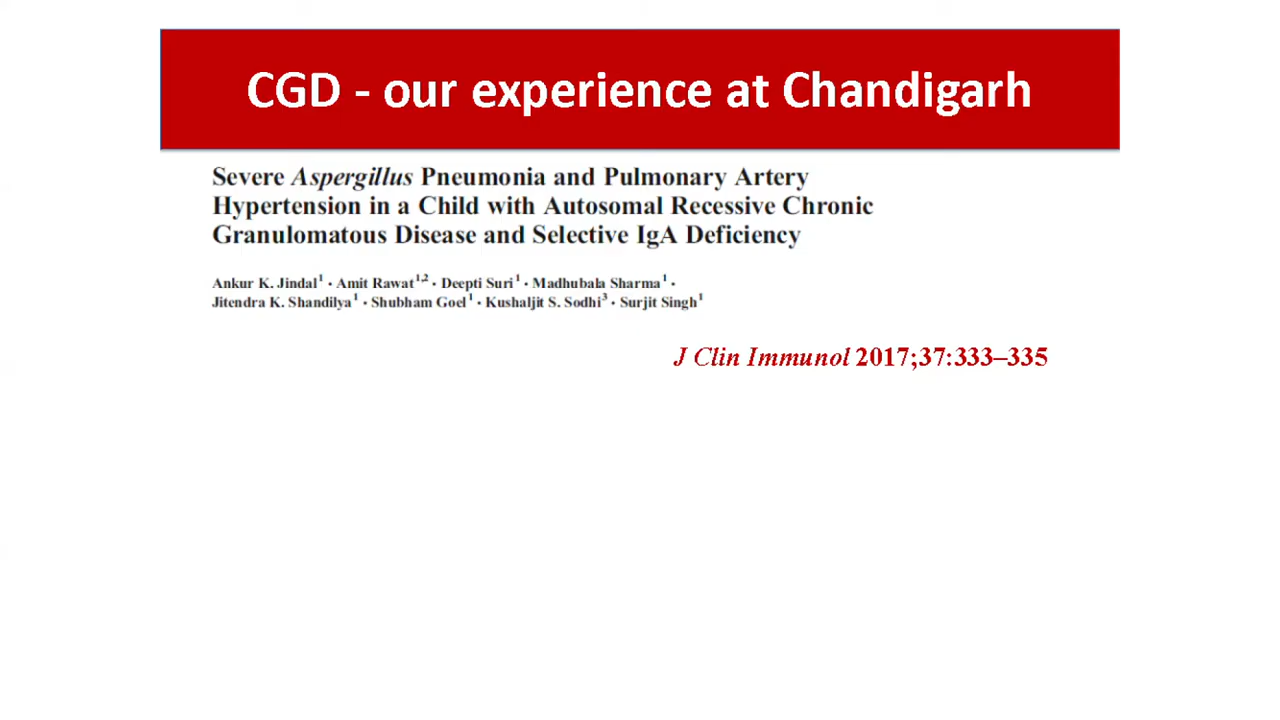 CGD - our experience at Chandigarh
Severe Aspergillus Pneumonia and Pulmonary Artery
Hypertension in a Child with Autosomal Recessive Chronic
Granulomatous Disease and Selective IgA Deficiency
Ankur K. Jindal¹ · Amit Rawat¹,² · Deepti Suri¹ · Madhubala Sharma¹ ·
Jitendra K. Shandilya¹ · Shubham Goel¹ · Kushaljit S. Sodhi³ · Surjit Singh¹
J Clin Immunol 2017;37:333–335